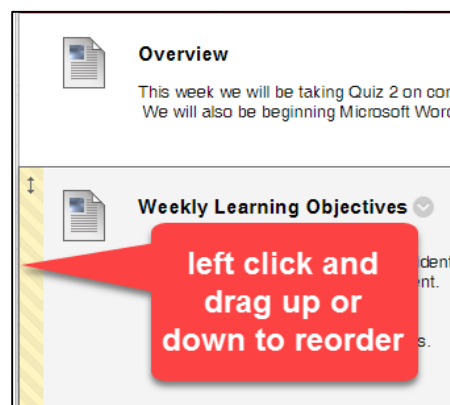 Overview
This week we will be taking Quiz 2 on
We will also be beginning Microsoft Word
Weekly Learning Objectives
left click and
drag up or
down to reorder